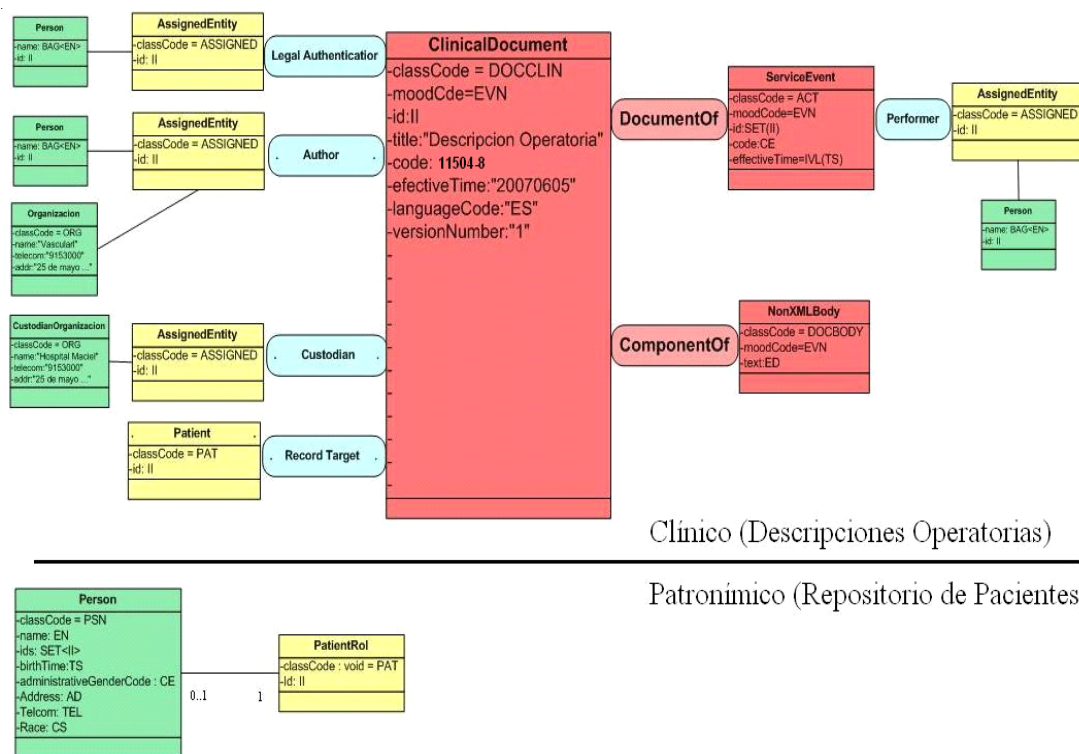 Person
-name: BAG<EN>
-id: II
AssignedEntity
-classCode = ASSIGNED
-id: II
Legal Authenticatior
Person
-name: BAG<EN>
-id: II
AssignedEntity
-classCode = ASSIGNED
-id: II
Author
Organizacion
-classCode = ORG
-name:"Vascularl"
-telecom:"9153000"
-addr:"25 de mayo ..."
CustodianOrganizacion
-classCode = ORG
-name:"Hospital Maciel"
-telecom:"9153000"
-addr:"25 de mayo ..."
AssignedEntity
-classCode = ASSIGNED
-id: II
Custodian
Patient
-classCode = PAT
-id: II
Record Target
ClinicalDocument
-classCode = DOCCLIN
-moodCde=EVN
-id:II
-title:"Descripcion Operatoria"
-code: 11504-8
-efectiveTime:"20070605"
-languageCode:"ES"
-versionNumber:"1"
DocumentOf
ServiceEvent
-classCode = ACT
-moodCode=EVN
-id:SET(II)
-code:CE
-effectiveTime=IVL(TS)
Performer
AssignedEntity
-classCode = ASSIGNED
-id: II
Person
-name: BAG<EN>
-id: II
ComponentOf
NonXMLBody
-classCode = DOCBODY
-moodCode=EVN
-text:ED
Clínico (Descripciones Operatorias)
Patronímico (Repositorio de Pacientes
Person
-classCode = PSN
-name: EN
-ids: SET<II>
-birthTime:TS
-administrativeGenderCode : CE
-Address: AD
-Telcom: TEL
-Race: CS
0..1
1
PatientRol
-classCode : void = PAT
-Id: II